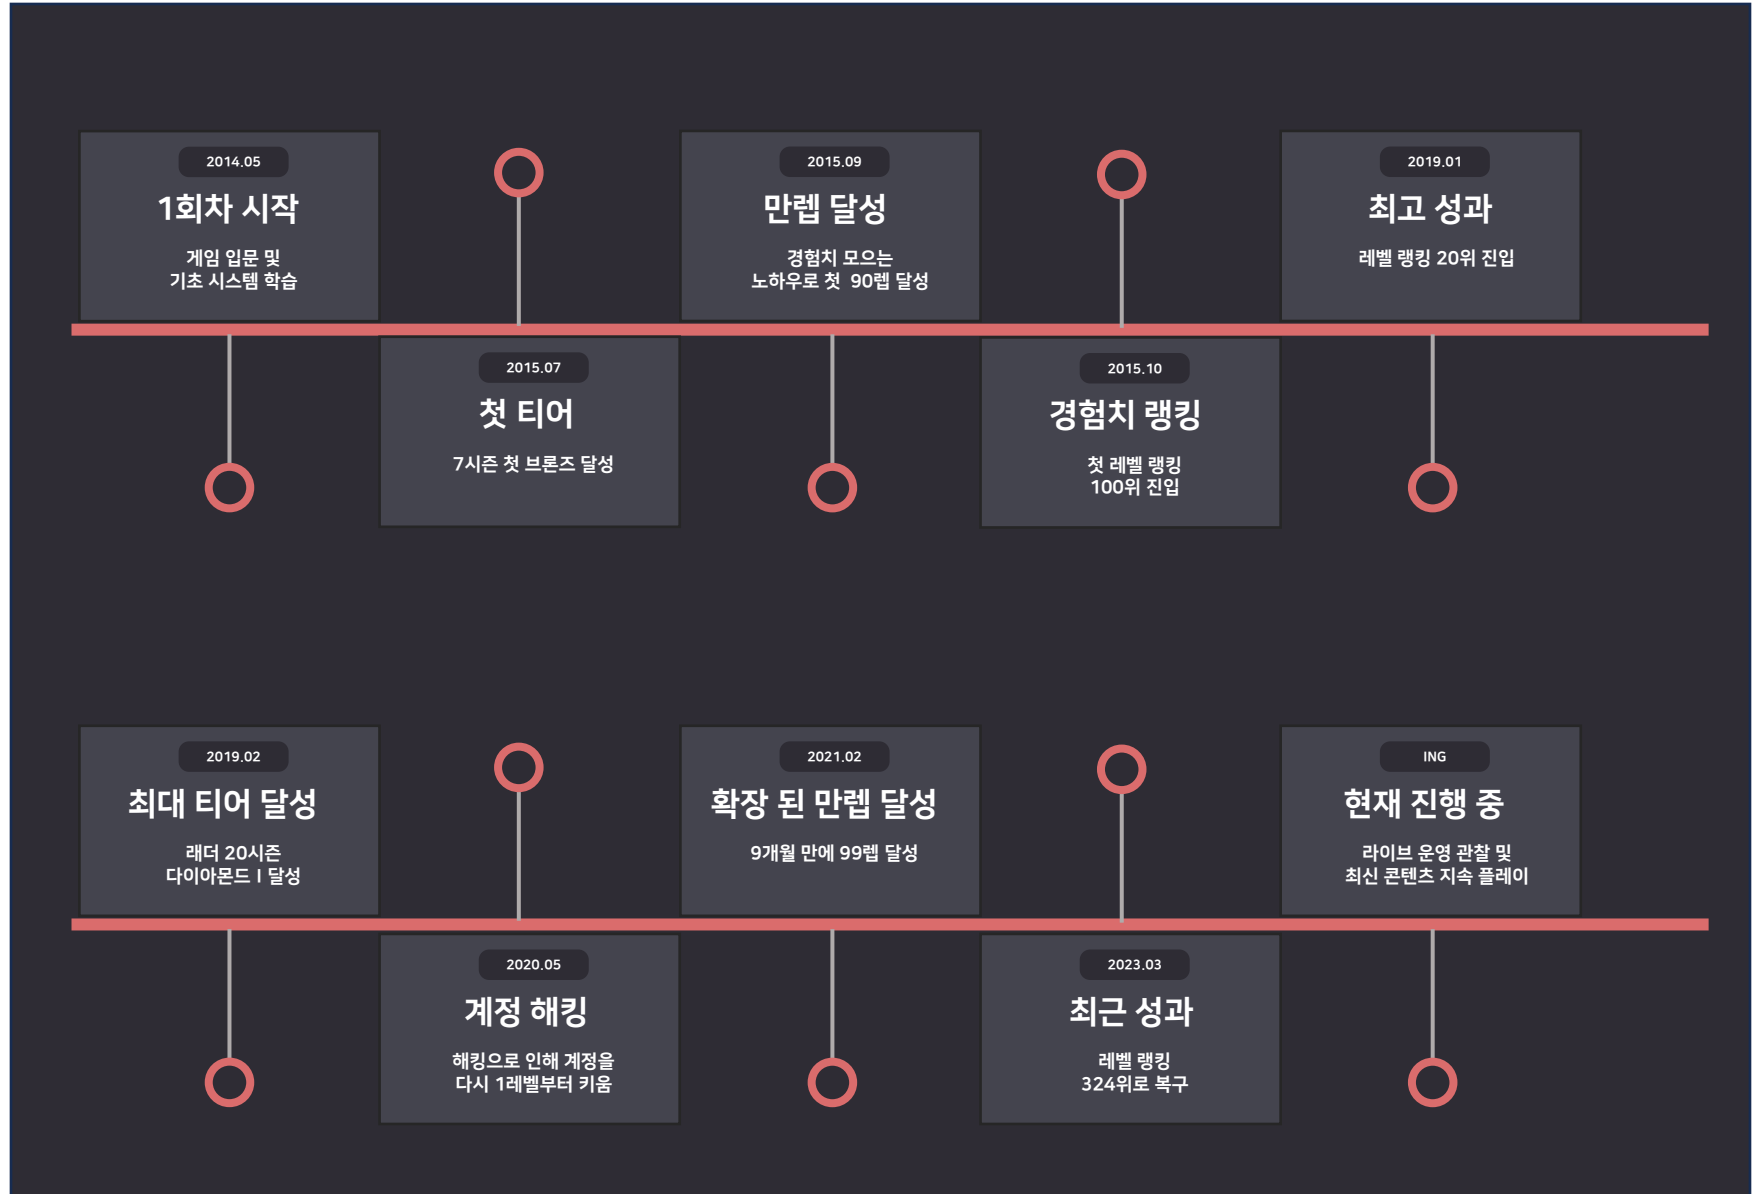 2014.05
1회차 시작
게임 입문 및
기초 시스템 학습
2015.07
첫 티어
7시즌 첫 브론즈 달성
2015.09
만렙 달성
경험치 모으는
노하우로 첫  90렙 달성
2015.10
경험치 랭킹
첫 레벨 랭킹
100위 진입
2019.01
최고 성과
레벨 랭킹 20위 진입
2019.02
최대 티어 달성
래더 20시즌
다이아몬드 I 달성
2020.05
계정 해킹
해킹으로 인해 계정을
다시 1레벨부터 키움
2021.02
확장 된 만렙 달성
9개월 만에 99렙 달성
2023.03
최근 성과
레벨 랭킹
324위로 복구
ING
현재 진행 중
라이브 운영 관찰 및
최신 콘텐츠 지속 플레이